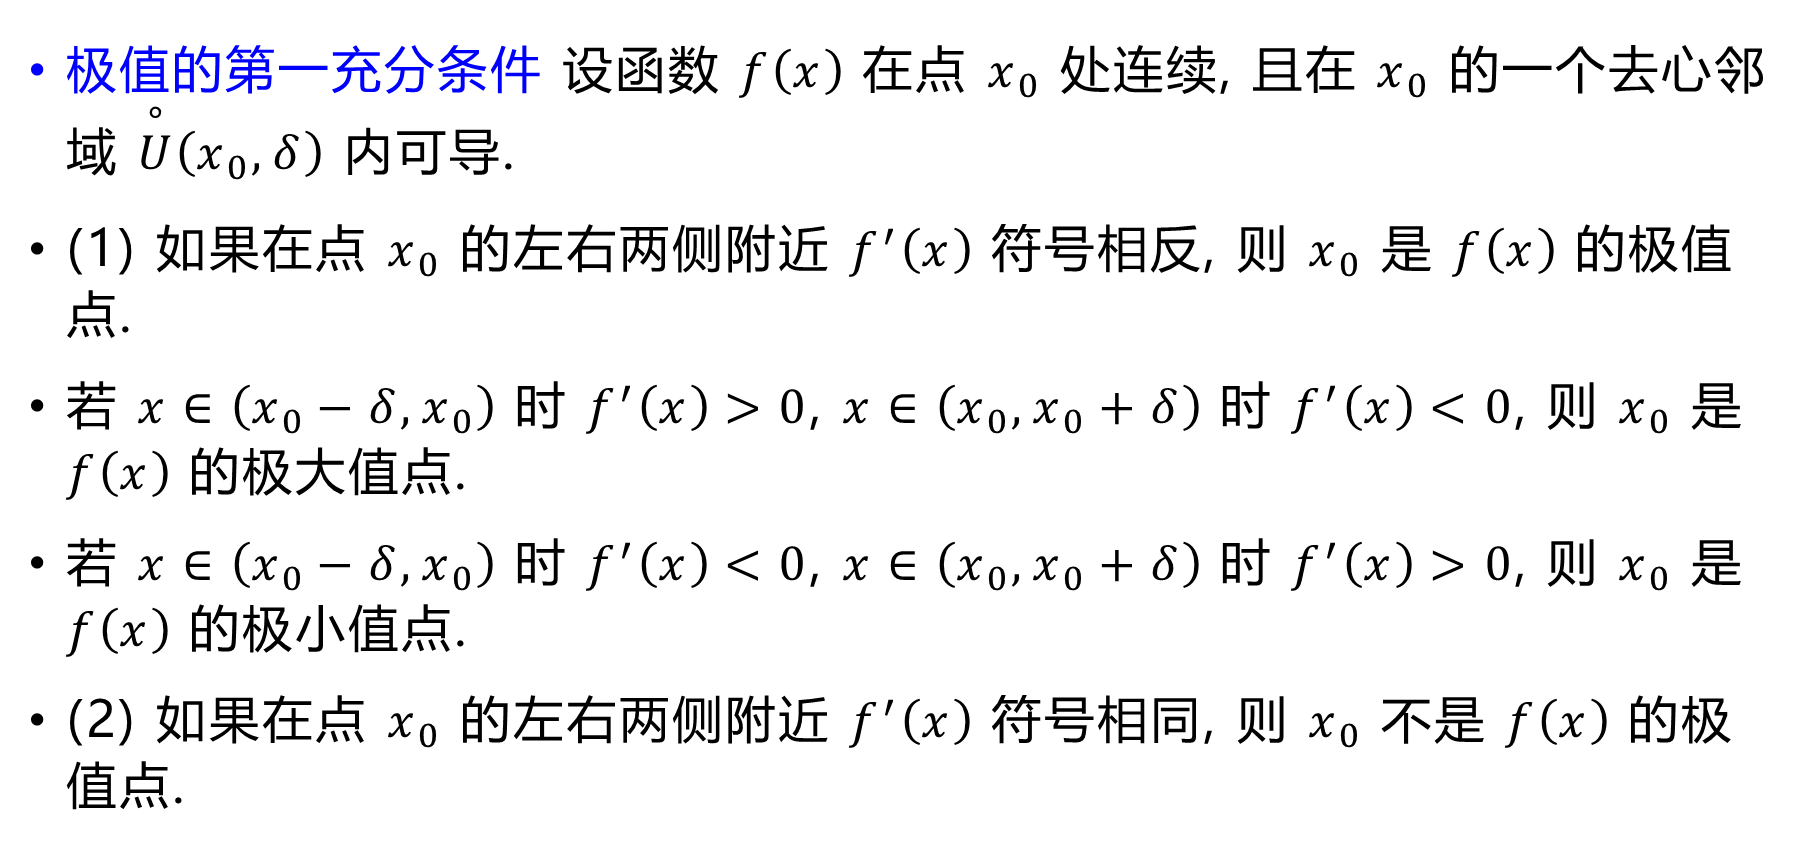 • 极值的第一充分条件 设函数 f(x) 在点 x₀ 处连续, 且在 x₀ 的一个去心邻
域 Ů(x₀, δ) 内可导.
• (1) 如果在点 x₀ 的左右两侧附近 f′(x) 符号相反, 则 x₀ 是 f(x) 的极值
点.
• 若 x ∈ (x₀ − δ, x₀) 时 f′(x) > 0, x ∈ (x₀, x₀ + δ) 时 f′(x) < 0, 则 x₀ 是
f(x) 的极大值点.
• 若 x ∈ (x₀ − δ, x₀) 时 f′(x) < 0, x ∈ (x₀, x₀ + δ) 时 f′(x) > 0, 则 x₀ 是
f(x) 的极小值点.
• (2) 如果在点 x₀ 的左右两侧附近 f′(x) 符号相同, 则 x₀ 不是 f(x) 的极
值点.